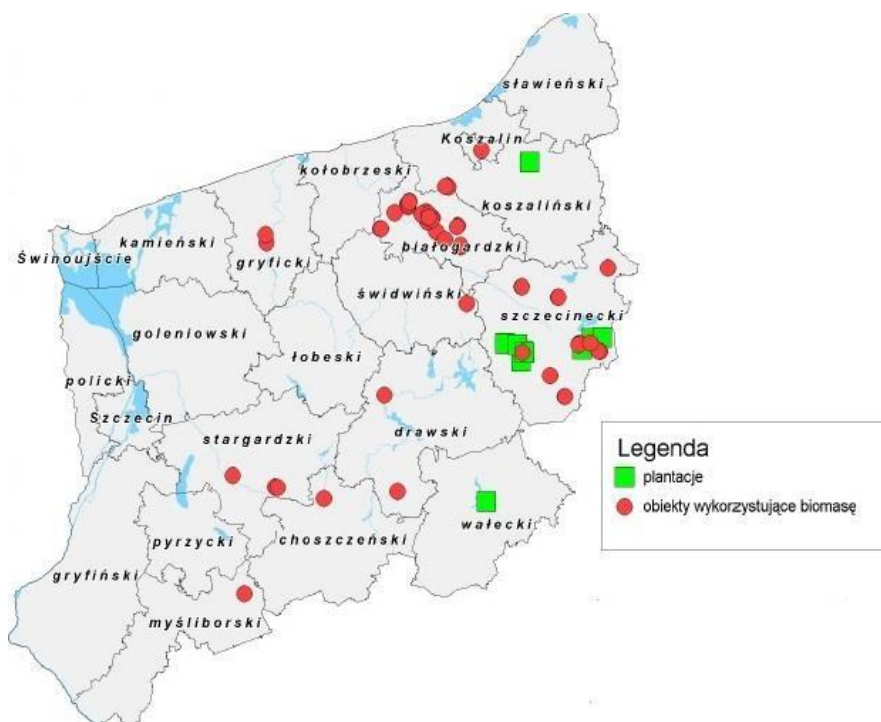 sławieński
Koszalin
kołobrzeski
koszaliński
kamieński
białogardzki
Świnoujście
gryficki
świdwiński
szczecinecki
goleniowski
łobeski
policki
Szczecin
stargardzki
drawski
Legenda
plantacje
obiekty wykorzystujące biomasę
wałecki
pyrzycki
choszczeński
gryfiński
myśliborski